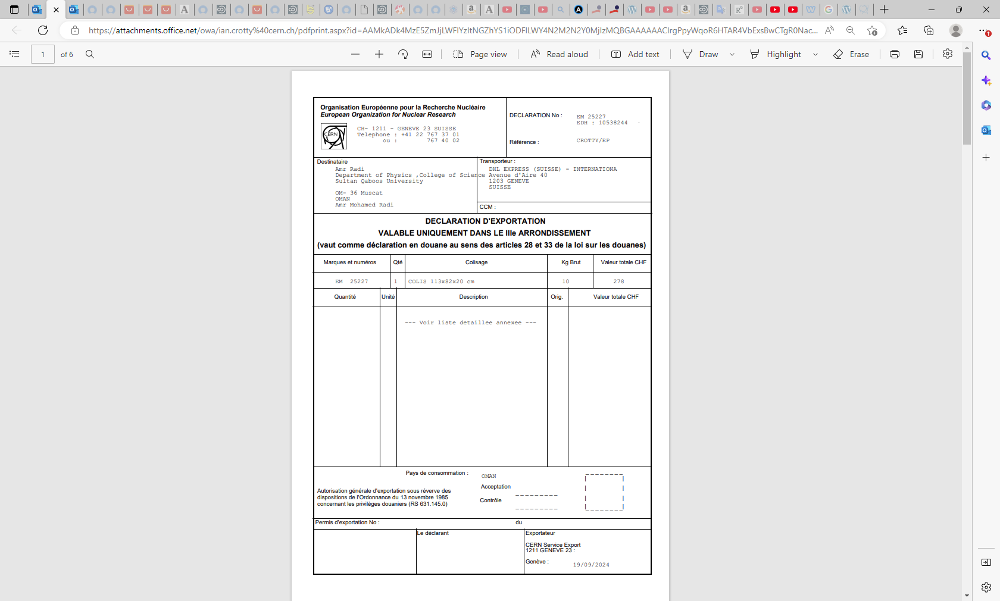 https://attachments.office.net/owa/ian.crotty%40cern.ch/pdfprint.aspx?id=AAMkADk4MzE5ZmJjLWFlYzItNGZhYS1iODFlLWY4N2M2N2Y0MjIzMQBGAAAAAACIrgPpyWqoR6HTAR4VbExsBwCTgR0Nac...
1 of 6 Page view Read aloud Add text Draw Highlight Erase
Organisation Européenne pour la Recherche Nucléaire
European Organization for Nuclear Research
CERN
CH- 1211 - GENEVE 23 SUISSE
Telephone : +41 22 767 37 01
ou : 767 40 02
DECLARATION No : EM 25227
EDH : 10538244
Référence : CROTTY/EP
Destinataire
Amr Radi
Department of Physics ,College of Science
Sultan Qaboos University
OM- 36 Muscat
OMAN
Amr Mohamed Radi
Transporteur :
DHL EXPRESS (SUISSE) - INTERNATIONA
Avenue d'Aire 40
1203 GENEVE
SUISSE
CCM :
DECLARATION D'EXPORTATION
VALABLE UNIQUEMENT DANS LE IIIe ARRONDISSEMENT
(vaut comme déclaration en douane au sens des articles 28 et 33 de la loi sur les douanes)
Marques et numéros Qté Colisage Kg Brut Valeur totale CHF
EM 25227 1 COLIS 113x82x20 cm 10 278
Quantité Unité Description Orig. Valeur totale CHF
--- Voir liste detaillee annexee ---
Pays de consommation : OMAN
Acceptation
Contrôle
Autorisation générale d'exportation sous réverve des
dispositions de l'Ordonnance du 13 novembre 1985
concernant les privilèges douaniers (RS 631.145.0)
Permis d'exportation No : du
Le déclarant
Exportateur
CERN Service Export
1211 GENEVE 23 :
Genève : 19/09/2024